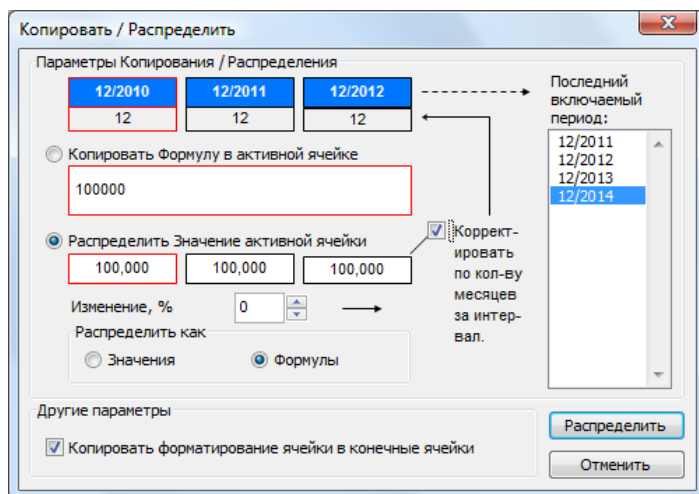 Копировать / Распределить
Параметры Копирования / Распределения
12/2010 12/2011 12/2012
12 12 12
Последний
включаемый
период:
12/2011
12/2012
12/2013
12/2014
Копировать Формулу в активной ячейке
100000
Распределить Значение активной ячейки
100,000 100,000 100,000
Коррект-
ировать
по кол-ву
месяцев
за интер-
вал.
Изменение, % 0
Распределить как
Значения Формулы
Другие параметры
Копировать форматирование ячейки в конечные ячейки
Распределить
Отменить